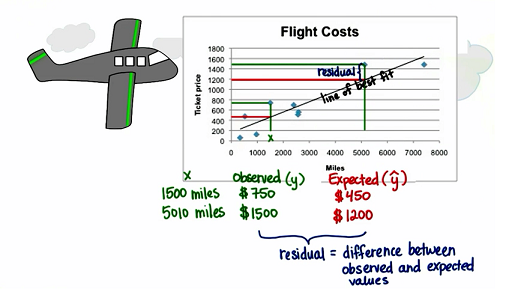 Flight Costs
Ticket price
1800
1600
1400
1200
1000
800
600
400
200
0
residual
line of best fit
0 1000 2000 3000 4000 5000 6000 7000 8000
x
Miles
x observed (y) Expected (ŷ)
1500 miles $750 $450
5010 miles $1500 $1200
residual = difference between
observed and expected
values